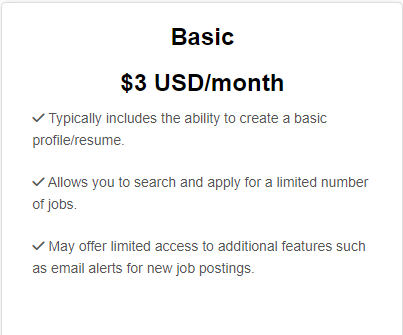 Basic
$3 USD/month
✓ Typically includes the ability to create a basic
profile/resume.
✓ Allows you to search and apply for a limited number
of jobs.
✓ May offer limited access to additional features such
as email alerts for new job postings.